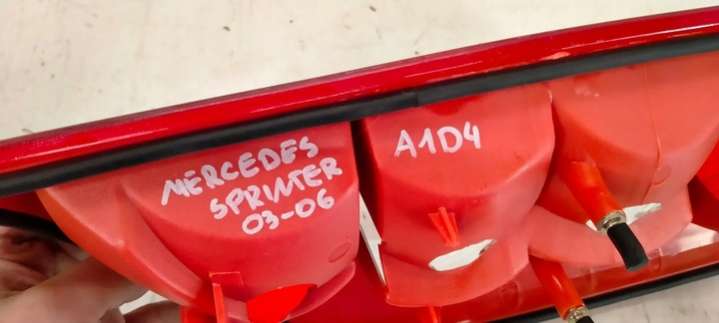 MERCEDES
SPRINTER
03-06
A1D4